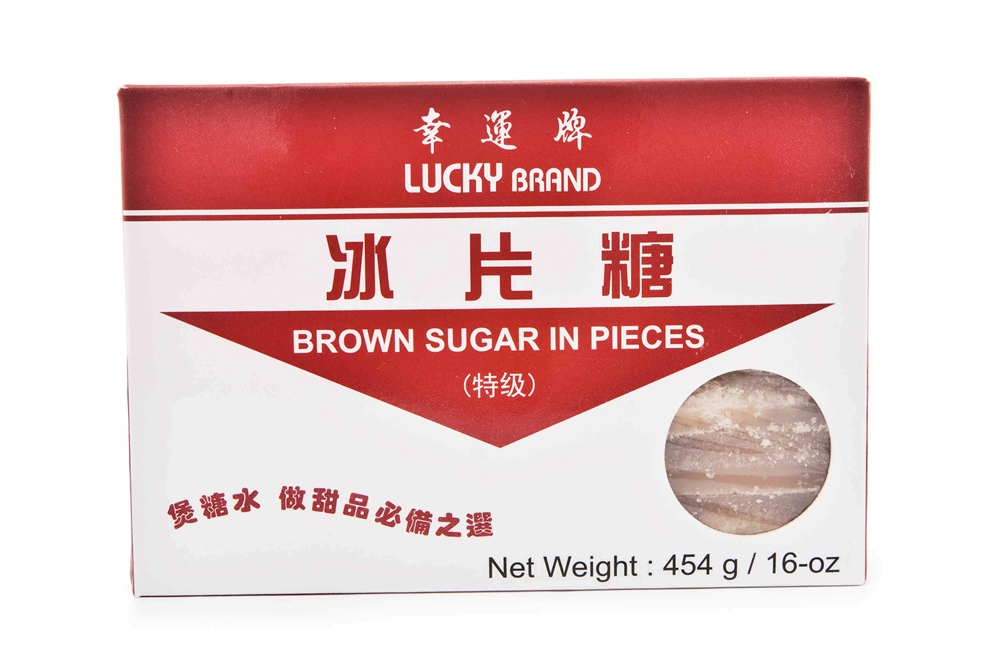 幸運牌
LUCKY BRAND
冰片糖
BROWN SUGAR IN PIECES
(特级)
煲糖水 做甜品必備之選
Net Weight : 454 g / 16-oz